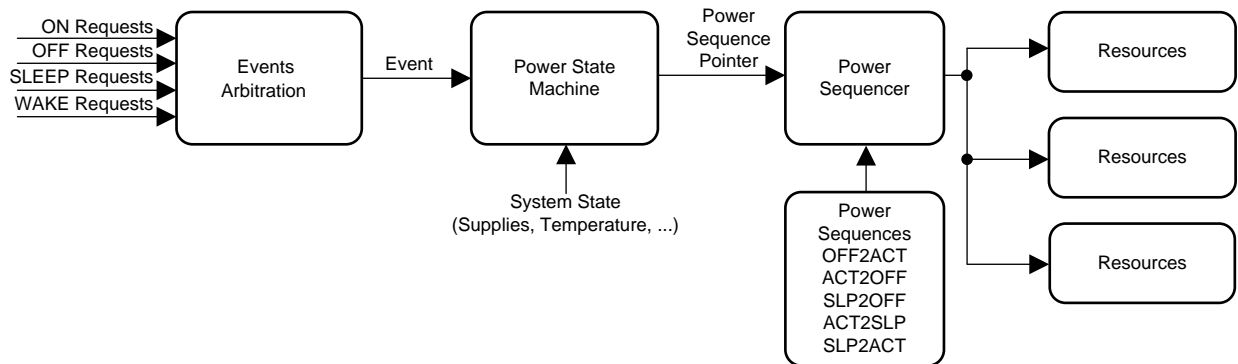 ON Requests
OFF Requests
SLEEP Requests
WAKE Requests
Events
Arbitration
Event
Power State
Machine
System State
(Supplies, Temperature, ...)
Power
Sequence
Pointer
Power
Sequencer
Power
Sequences
OFF2ACT
ACT2OFF
SLP2OFF
ACT2SLP
SLP2ACT
Resources
Resources
Resources